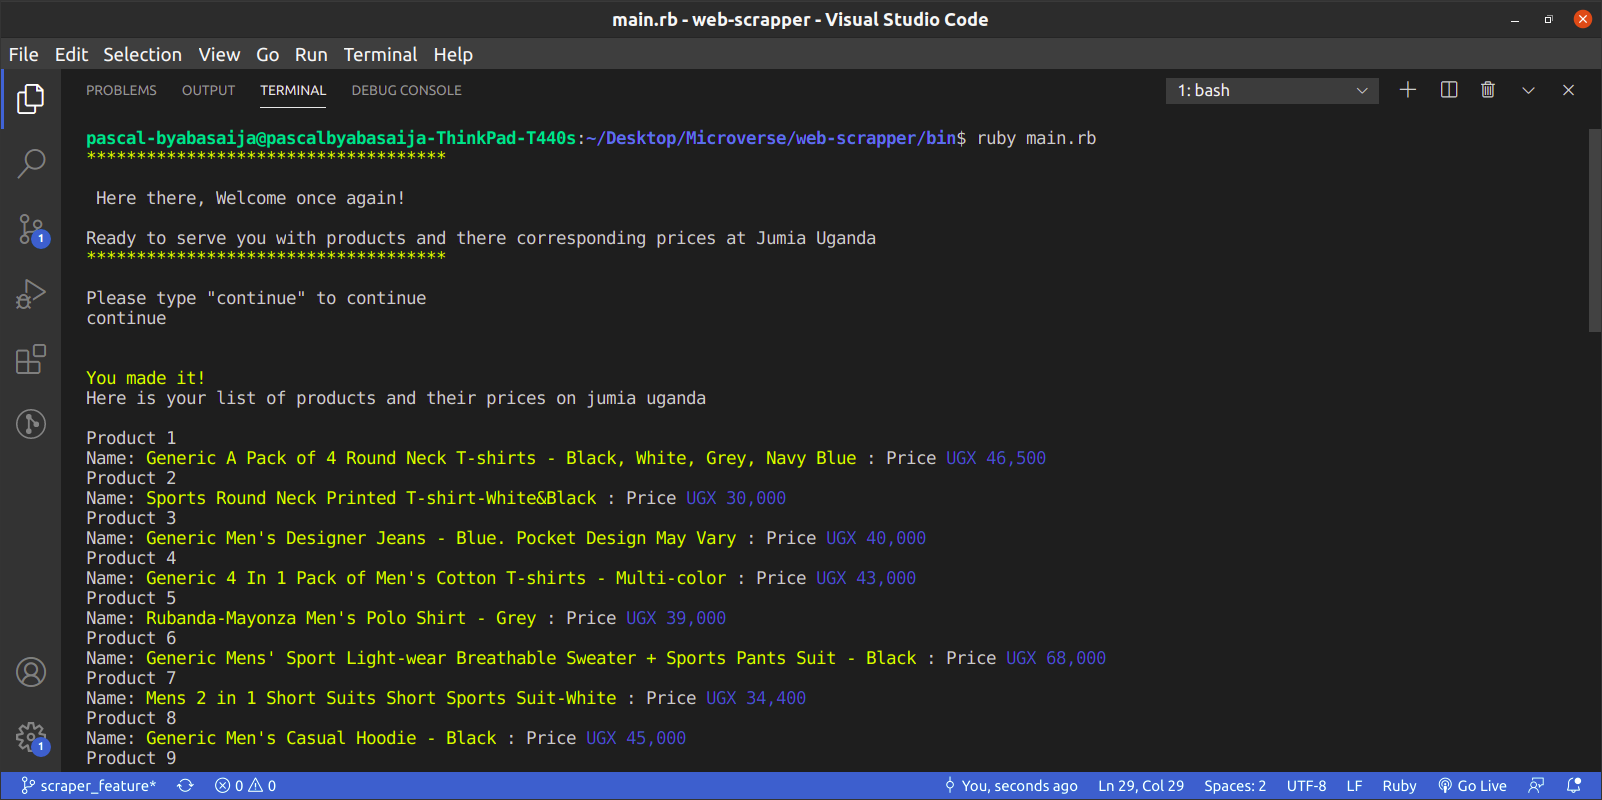 main.rb - web-scrapper - Visual Studio Code
File Edit Selection View Go Run Terminal Help
PROBLEMS OUTPUT TERMINAL DEBUG CONSOLE 1: bash
pascal-byabasaija@pascalbyabasaija-ThinkPad-T440s:~/Desktop/Microverse/web-scrapper/bin$ ruby main.rb
************************************
Here there, Welcome once again!
Ready to serve you with products and there corresponding prices at Jumia Uganda
************************************
Please type "continue" to continue
continue
You made it!
Here is your list of products and their prices on jumia uganda
Product 1
Name: Generic A Pack of 4 Round Neck T-shirts - Black, White, Grey, Navy Blue : Price UGX 46,500
Product 2
Name: Sports Round Neck Printed T-shirt-White&Black : Price UGX 30,000
Product 3
Name: Generic Men's Designer Jeans - Blue. Pocket Design May Vary : Price UGX 40,000
Product 4
Name: Generic 4 In 1 Pack of Men's Cotton T-shirts - Multi-color : Price UGX 43,000
Product 5
Name: Rubanda-Mayonza Men's Polo Shirt - Grey : Price UGX 39,000
Product 6
Name: Generic Mens' Sport Light-wear Breathable Sweater + Sports Pants Suit - Black : Price UGX 68,000
Product 7
Name: Mens 2 in 1 Short Suits Short Sports Suit-White : Price UGX 34,400
Product 8
Name: Generic Men's Casual Hoodie - Black : Price UGX 45,000
Product 9
1
1
scraper_feature* 0 0 You, seconds ago Ln 29, Col 29 Spaces: 2 UTF-8 LF Ruby Go Live